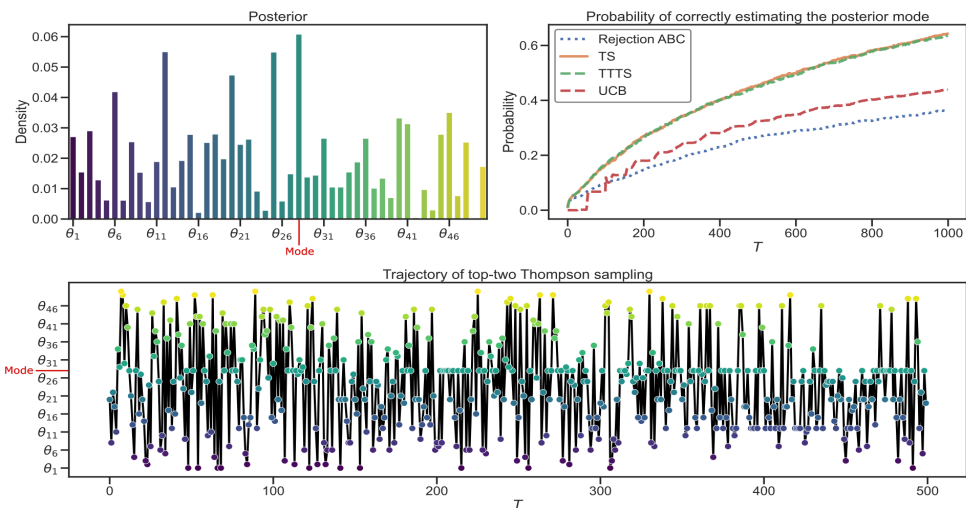 Posterior
0.06
0.05
0.04
0.03
0.02
0.01
0.00
Density
θ1 θ6 θ11 θ16 θ21 θ26 θ31 θ36 θ41 θ46
Mode
Probability of correctly estimating the posterior mode
Rejection ABC
TS
TTTS
UCB
0.6
0.4
0.2
0.0
Probability
0 200 400 600 800 1000
T
Trajectory of top-two Thompson sampling
θ46
θ41
θ36
θ31
Mode
θ26
θ21
θ16
θ11
θ6
θ1
0 100 200 300 400 500
T